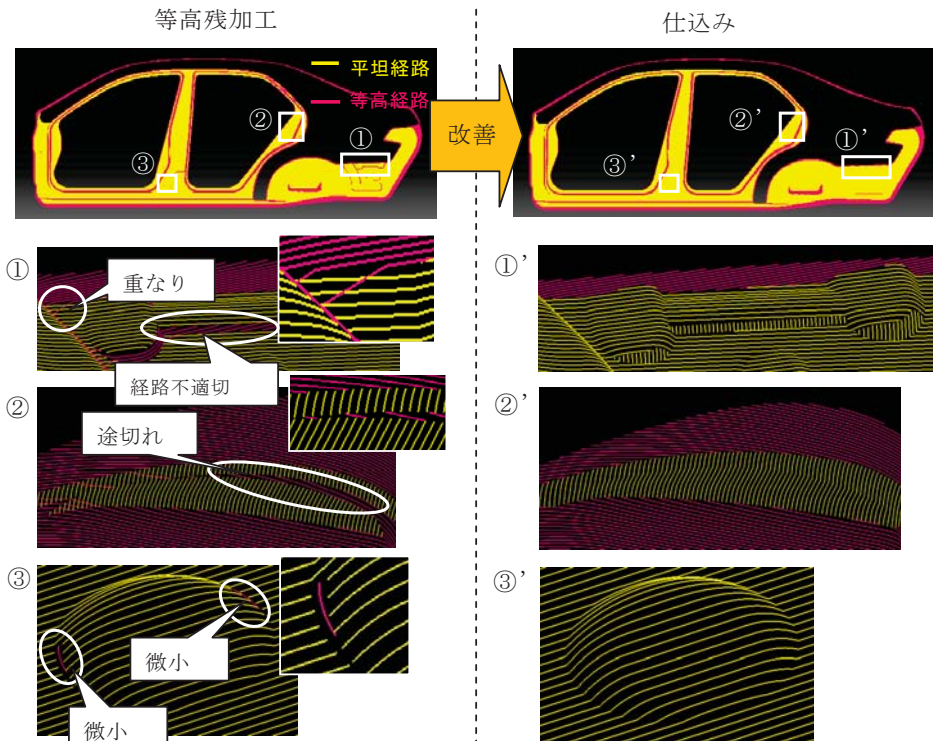 等高残加工
仕込み
平坦経路
等高経路
①
②
③
改善
①'
②'
③'
①
重なり
経路不適切
①'
②
途切れ
②'
③
微小
微小
③'